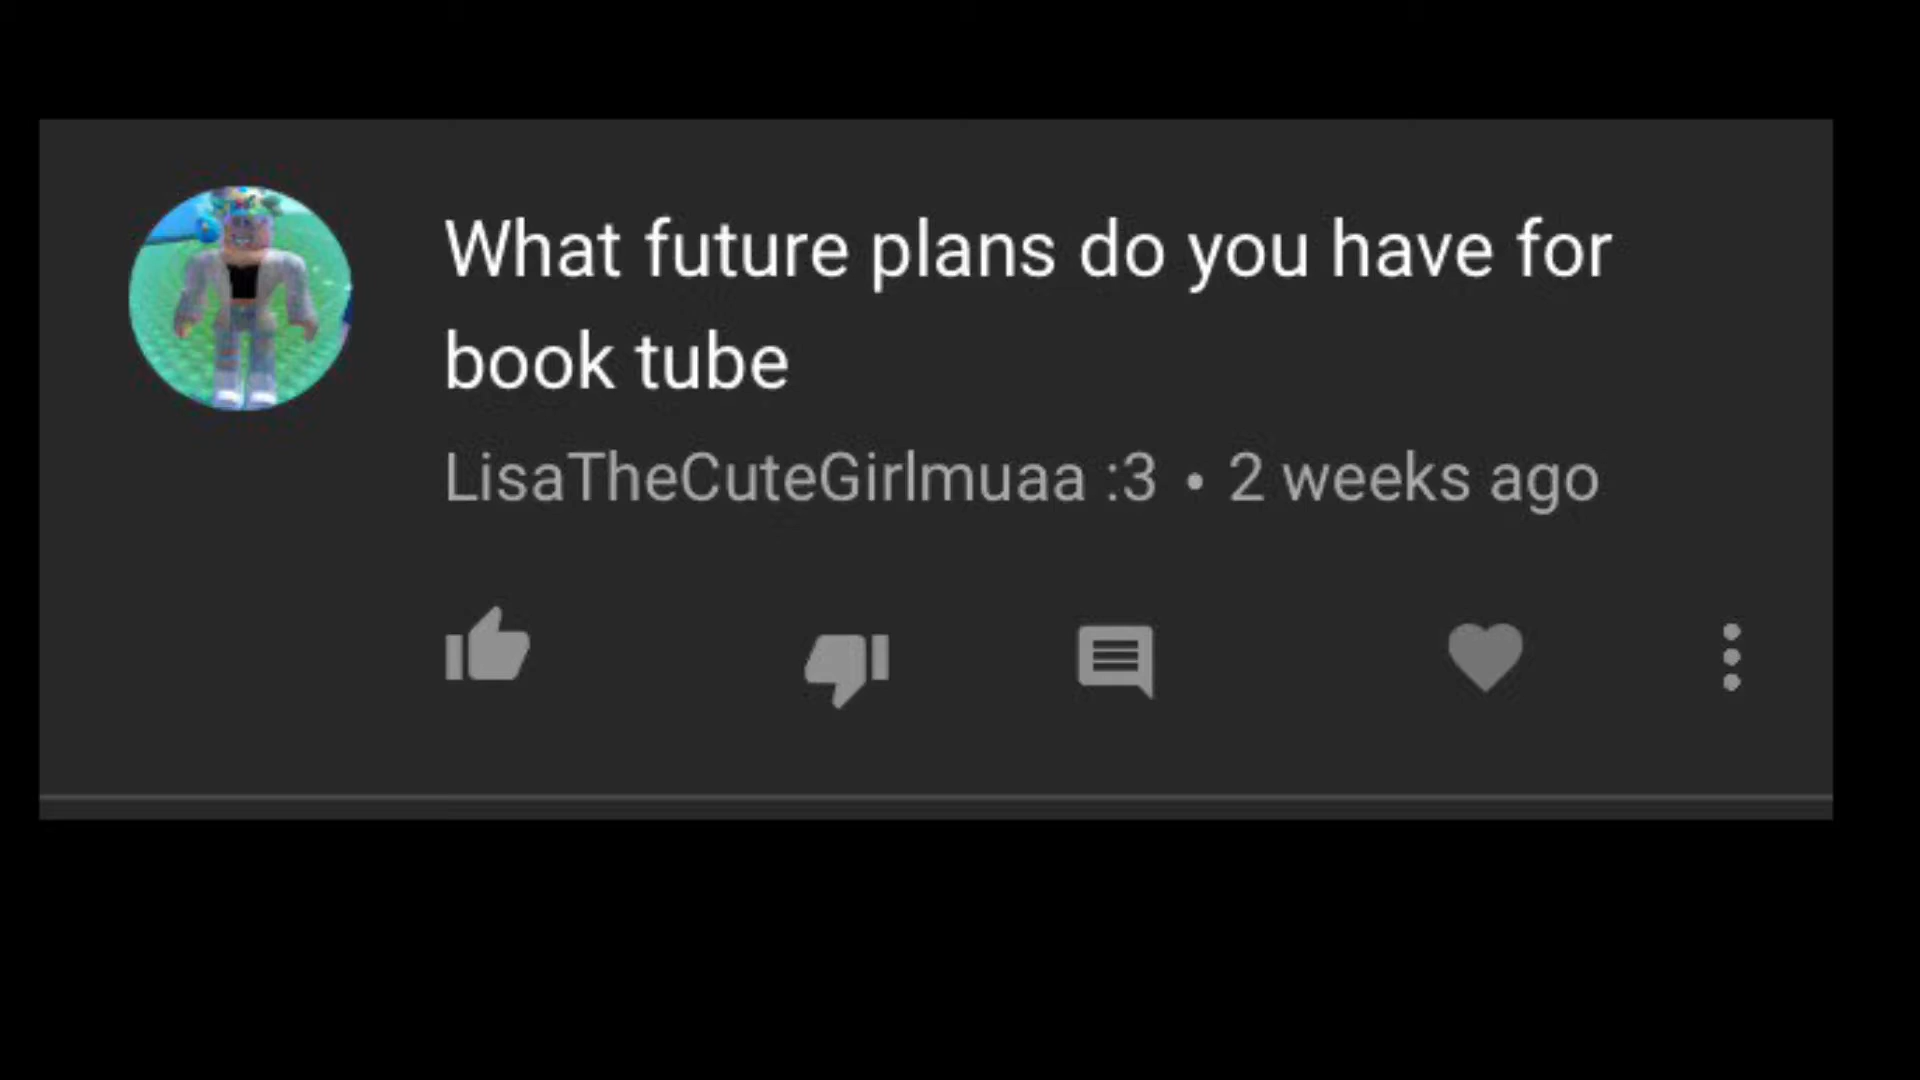 What future plans do you have for
book tube
LisaTheCuteGirlmuaa :3 • 2 weeks ago